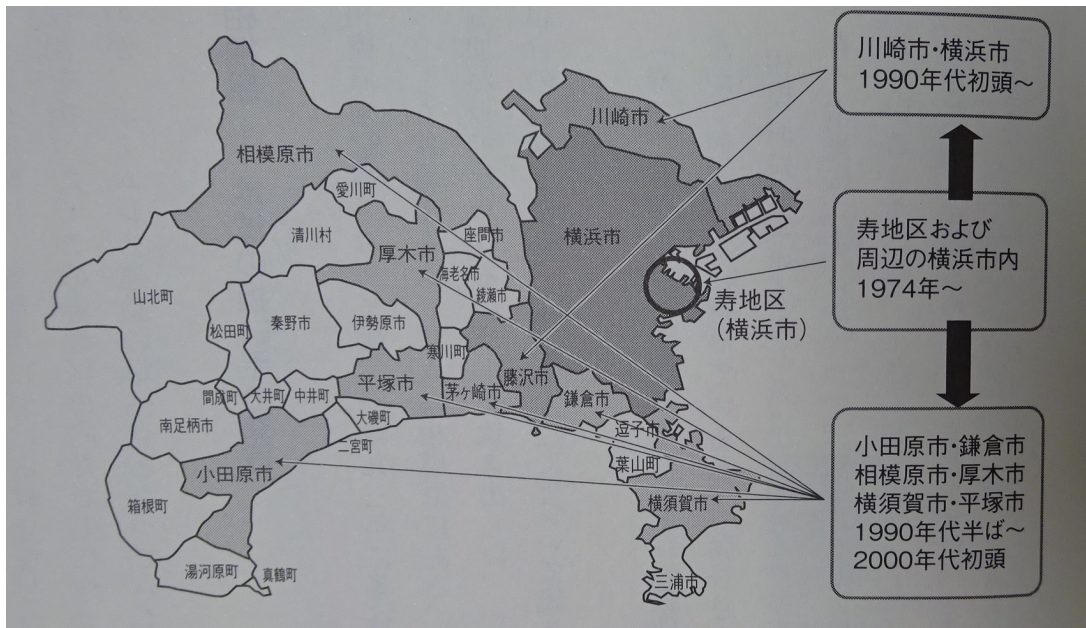 川崎市・横浜市
1990年代初頭～
寿地区および
周辺の横浜市内
1974年～
小田原市・鎌倉市
相模原市・厚木市
横須賀市・平塚市
1990年代半ば～
2000年代初頭
川崎市
相模原市
愛川町
清川村
厚木市
座間市
横浜市
海老名市
綾瀬市
山北町
松田町
秦野市
伊勢原市
寿地区
（横浜市）
寒川町
藤沢市
平塚市
茅ヶ崎市
鎌倉市
大井町
中井町
南足柄市
大磯町
逗子市
二宮町
小田原市
葉山町
箱根町
横須賀市
湯河原町
真鶴町
三浦市